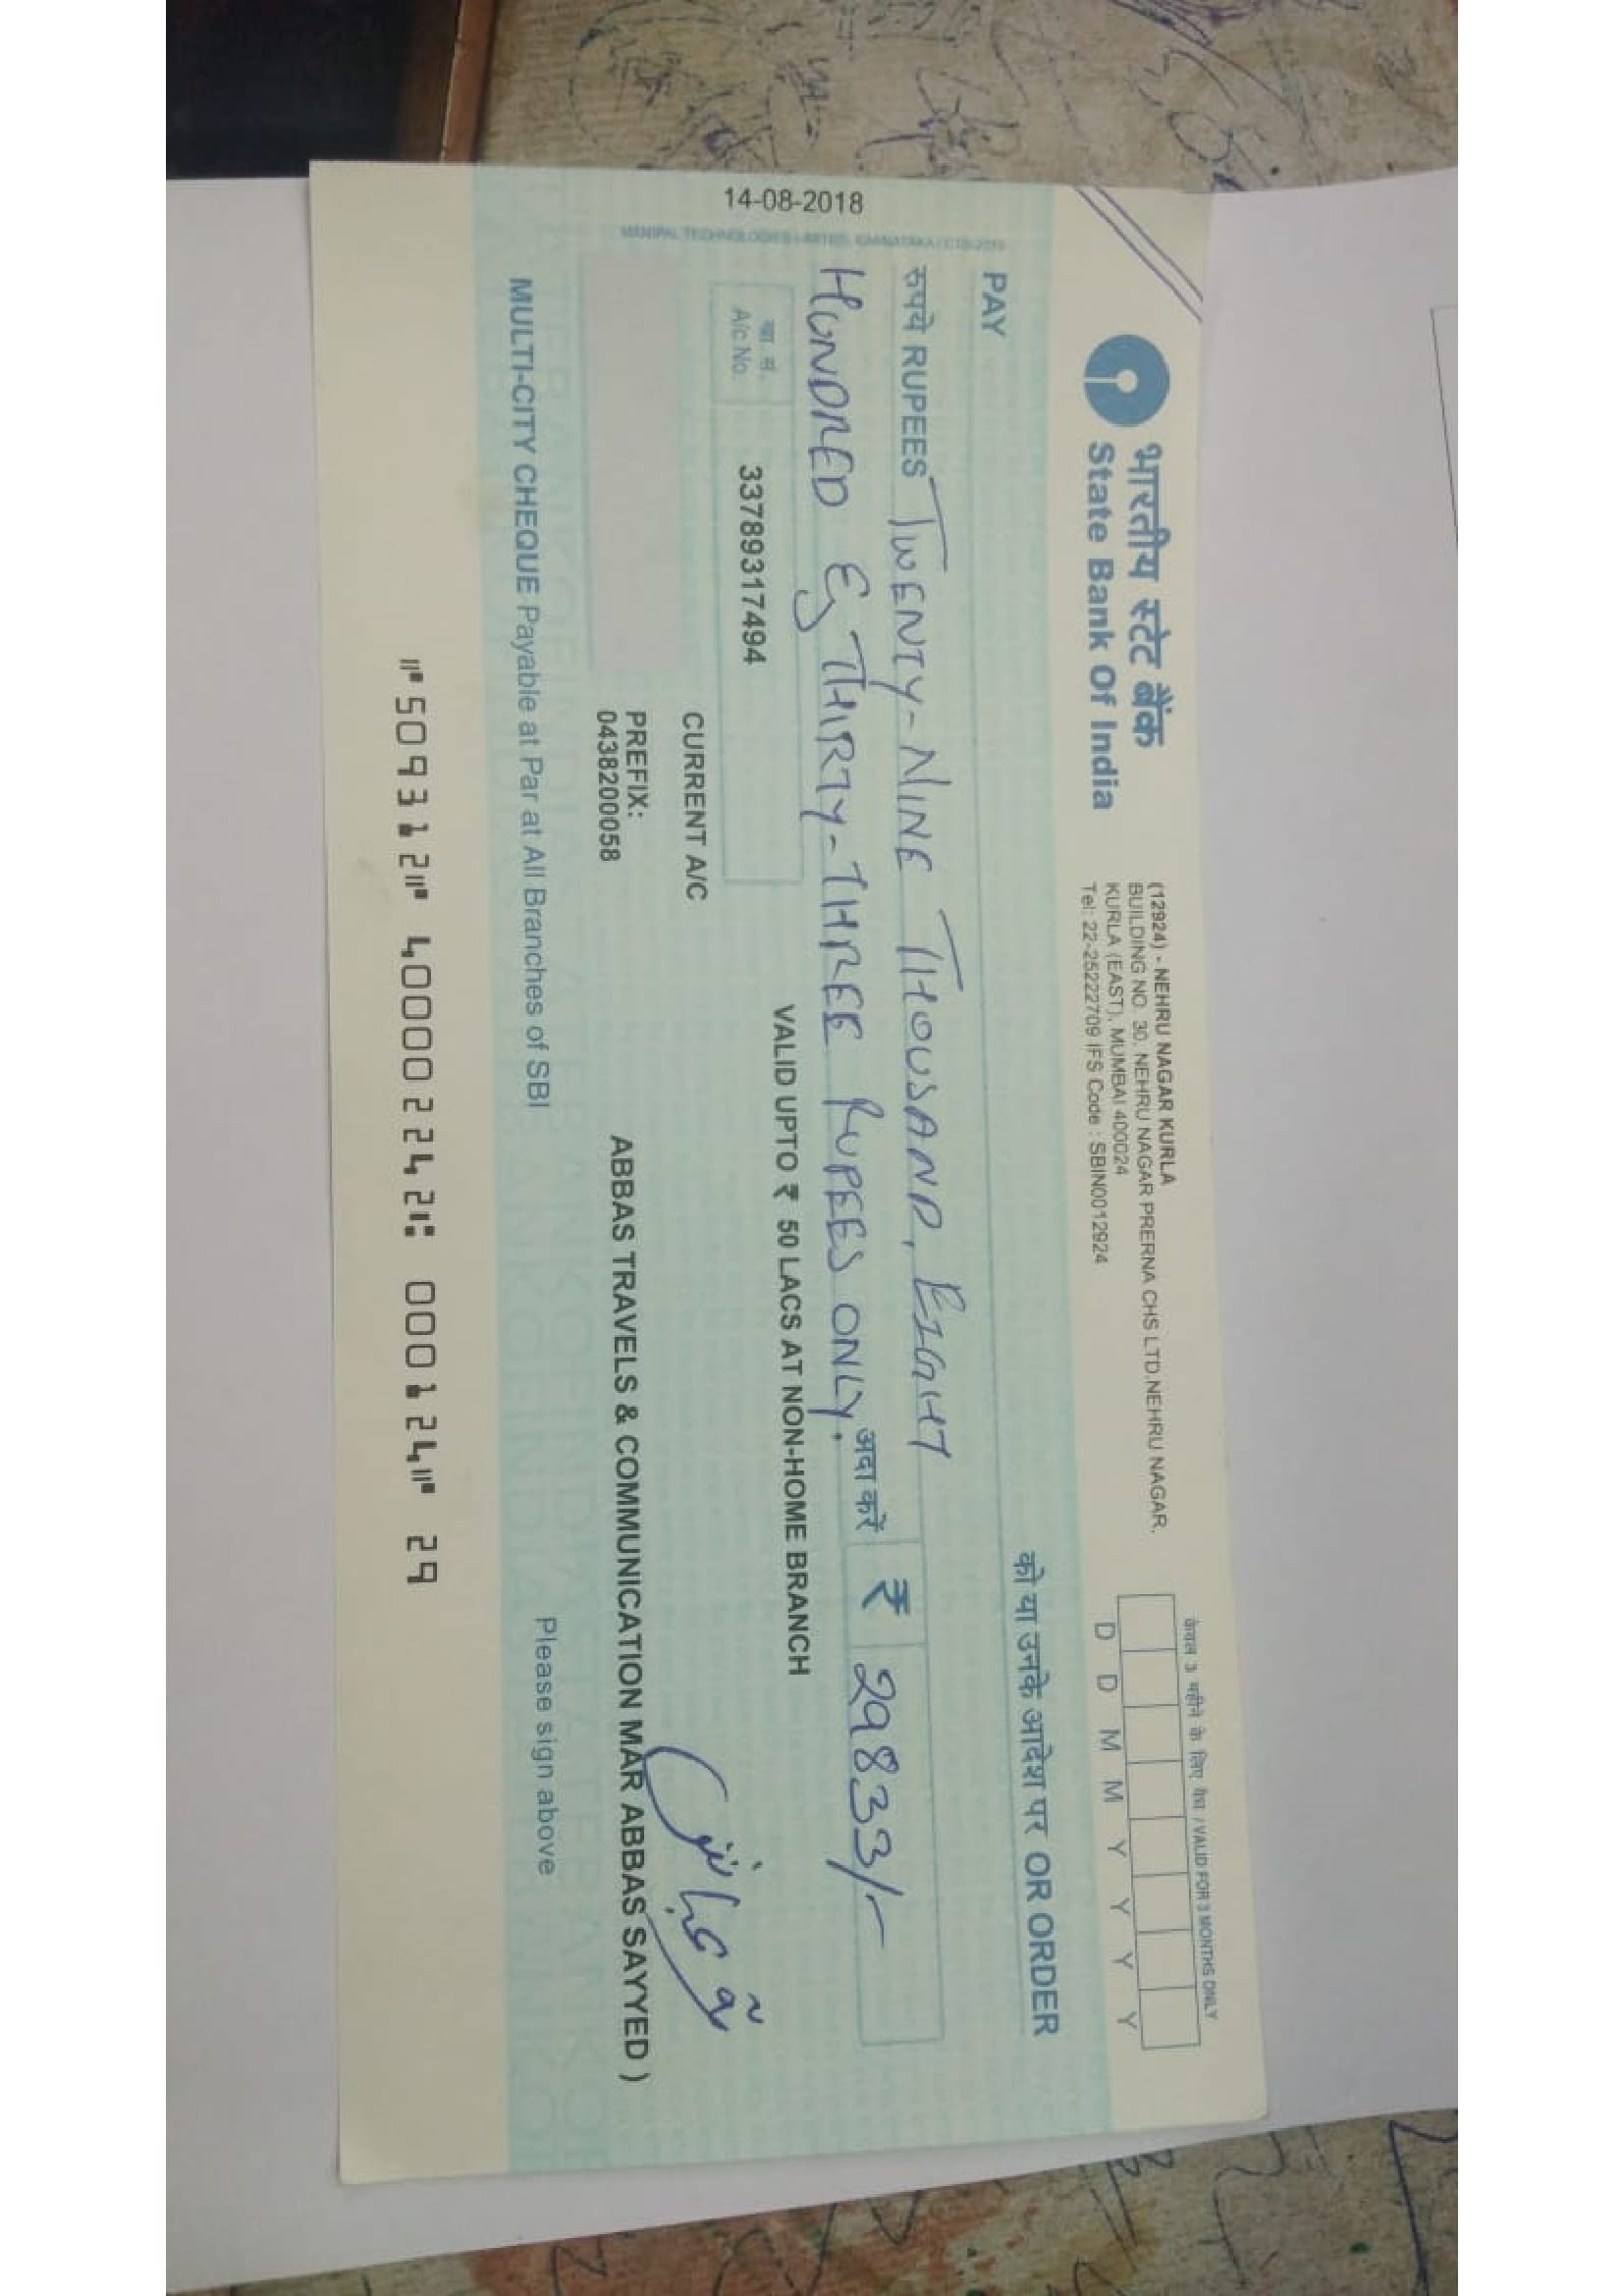 केवल 3 महीने के लिए वैध / VALID FOR 3 MONTHS ONLY
भारतीय स्टेट बैंक
State Bank Of India
(12924) - NEHRU NAGAR KURLA
BUILDING NO. 30, NEHRU NAGAR PRERNA CHS LTD,NEHRU NAGAR,
KURLA (EAST), MUMBAI 400024
Tel: 22-25222709 IFS Code : SBIN0012924
D D M M Y Y Y Y
PAY
को या उनके आदेश पर OR ORDER
रुपये RUPEES TWENTY-NINE THOUSAND, EIGHT
HUNDRED & THIRTY-THREE RUPEES ONLY.
अदा करें ₹ 29833/-
खा. सं.
A/c No. 33789317494
VALID UPTO ₹ 50 LACS AT NON-HOME BRANCH
CURRENT A/C
PREFIX:
0438200058
ABBAS TRAVELS & COMMUNICATION MAR ABBAS SAYYED )
MULTI-CITY CHEQUE Payable at Par at All Branches of SBI
Please sign above
⑈509312⑈ 400002242⑆ 000124⑈ 29
14-08-2018
MANIPAL TECHNOLOGIES LIMITED, KARNATAKA / CTS-2010